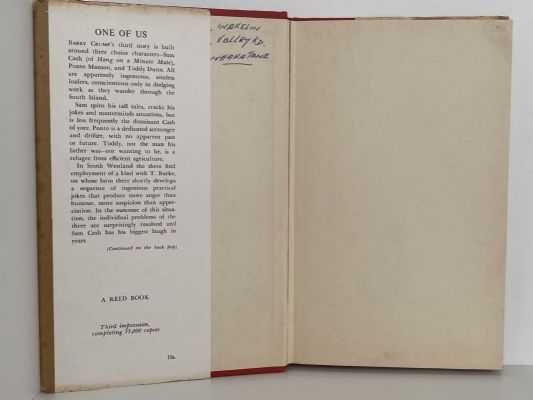 ONE OF US
BARRY CRUMP's third story is built
around three choice characters—Sam
Cash (of Hang on a Minute Mate),
Ponto Manson, and Toddy Dunn. All
are apparently ingenuous, aimless
loafers, conscientious only in dodging
work as they wander through the
South Island.
Sam spins his tall tales, cracks his
jokes and masterminds situations, but
is less frequently the dominant Cash
of yore. Ponto is a dedicated scrounger
and drifter, with no apparent past
or future. Toddy, not the man his
father was—nor wanting to be, is a
refugee from efficient agriculture.
In South Westland the three find
employment of a kind with T. Burke,
on whose farm there shortly develops
a sequence of ingenious practical
jokes that produce more anger than
humour, more suspicion than appre-
ciation. In the outcome of this situa-
tion, the individual problems of the
three are surprisingly resolved and
Sam Cash has his biggest laugh in
years.
(Continued on the back flap)
A REED BOOK
Third impression,
completing 33,000 copies
10s.
WAKELIN
VALLEY RD.
WHAKATANE